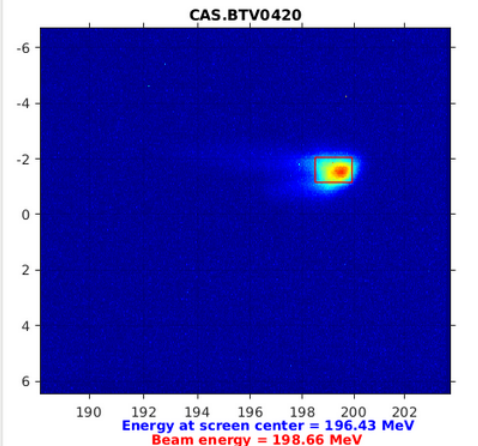 CAS.BTV0420
-6
-4
-2
0
2
4
6
190 192 194 196 198 200 202
Energy at screen center = 196.43 MeV
Beam energy = 198.66 MeV